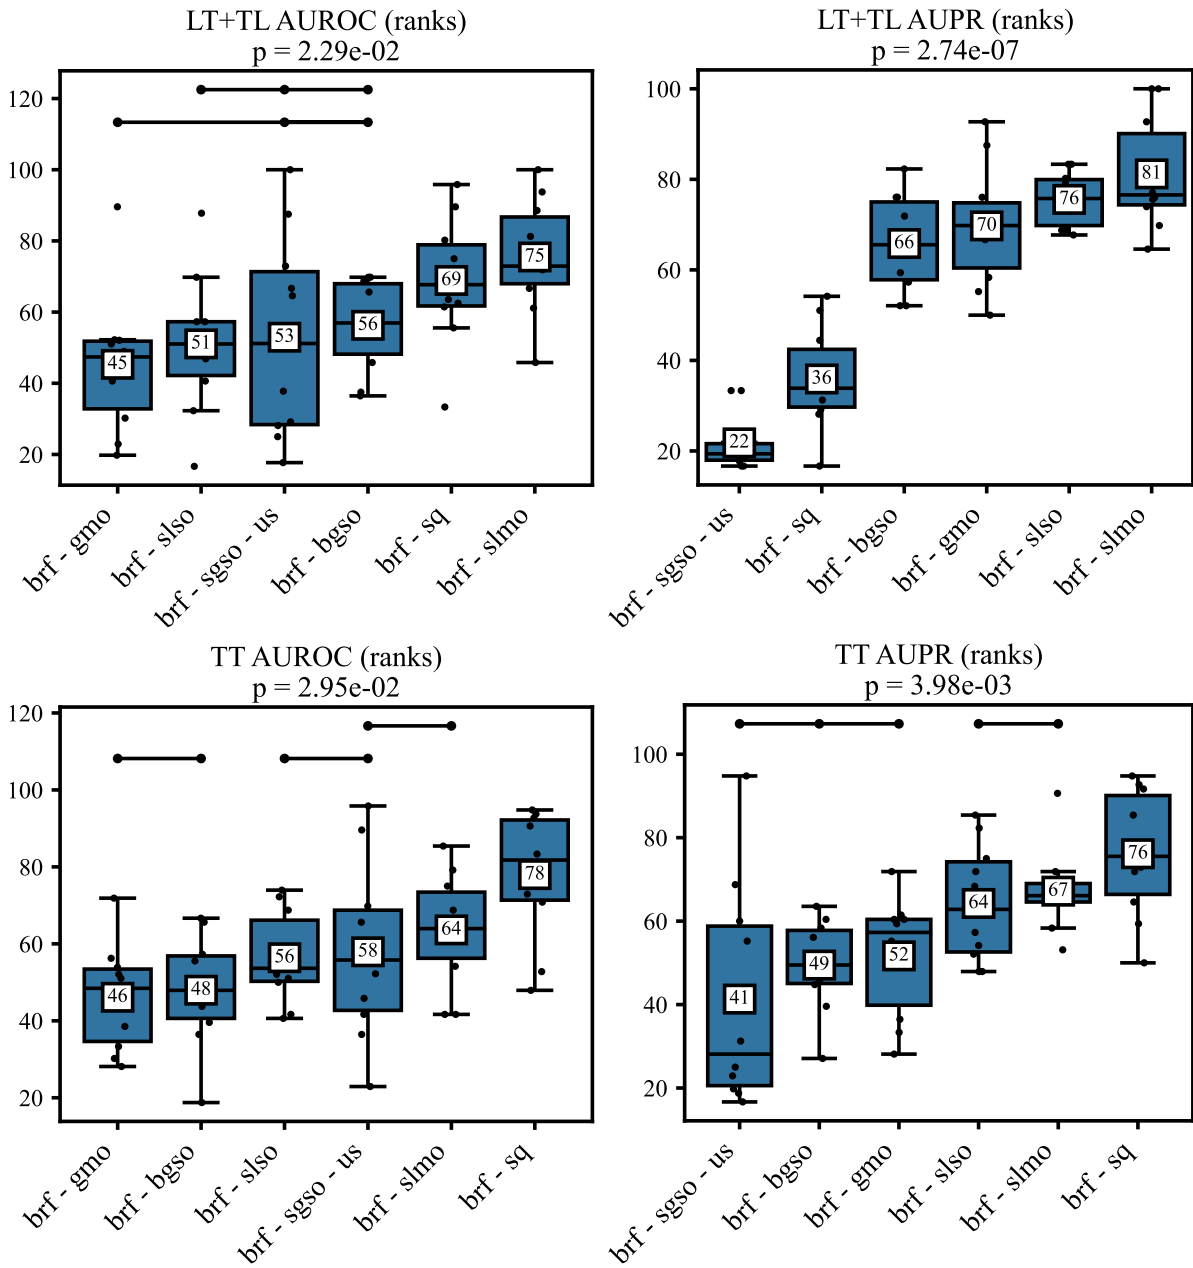 LT+TL AUROC (ranks)
p = 2.29e-02
120
100
80
60
40
20
45
51
53
56
69
75
brf - gmo
brf - slso
brf - sgso - us
brf - bgso
brf - sq
brf - slmo
LT+TL AUPR (ranks)
p = 2.74e-07
100
80
60
40
20
22
36
66
70
76
81
brf - sgso - us
brf - sq
brf - bgso
brf - gmo
brf - slso
brf - slmo
TT AUROC (ranks)
p = 2.95e-02
120
100
80
60
40
20
46
48
56
58
64
78
brf - gmo
brf - bgso
brf - slso
brf - sgso - us
brf - slmo
brf - sq
TT AUPR (ranks)
p = 3.98e-03
100
80
60
40
20
41
49
52
64
67
76
brf - sgso - us
brf - bgso
brf - gmo
brf - slso
brf - slmo
brf - sq